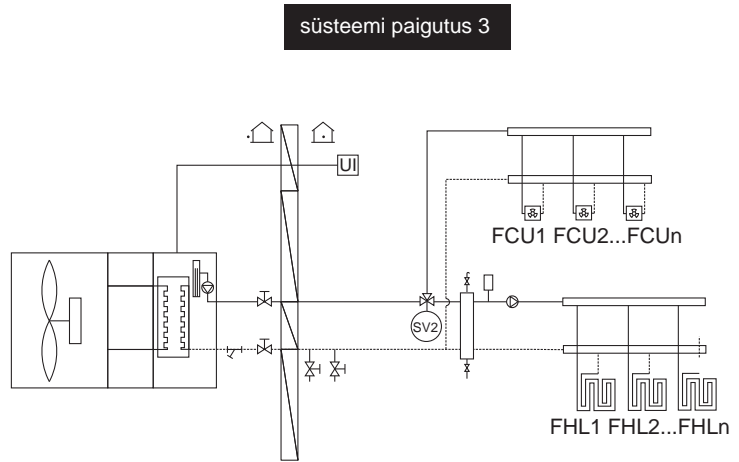 süsteemi paigutus 3
UI
FCU1 FCU2...FCUn
SV2
FHL1 FHL2...FHLn